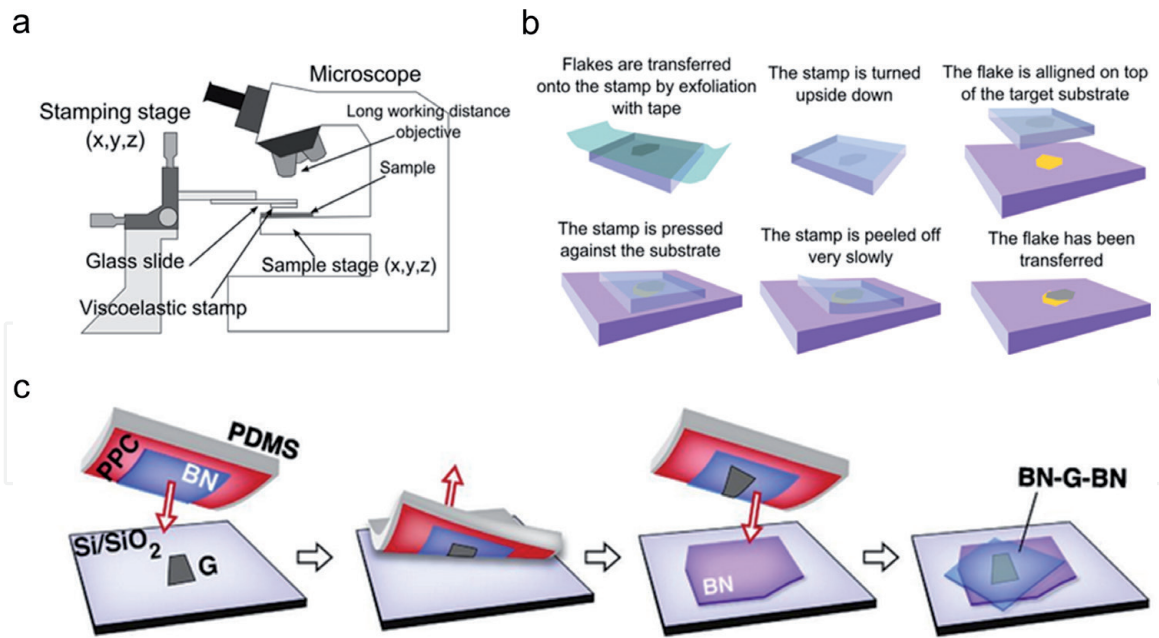 a
Microscope
Long working distance
objective
Stamping stage
(x,y,z)
Sample
Glass slide
Sample stage (x,y,z)
Viscoelastic stamp
b
Flakes are transferred
onto the stamp by exfoliation
with tape
The stamp is turned
upside down
The flake is alligned on top
of the target substrate
The stamp is pressed
against the substrate
The stamp is peeled off
very slowly
The flake has been
transferred
c
PDMS
PPC
BN
Si/SiO2
G
BN
BN-G-BN